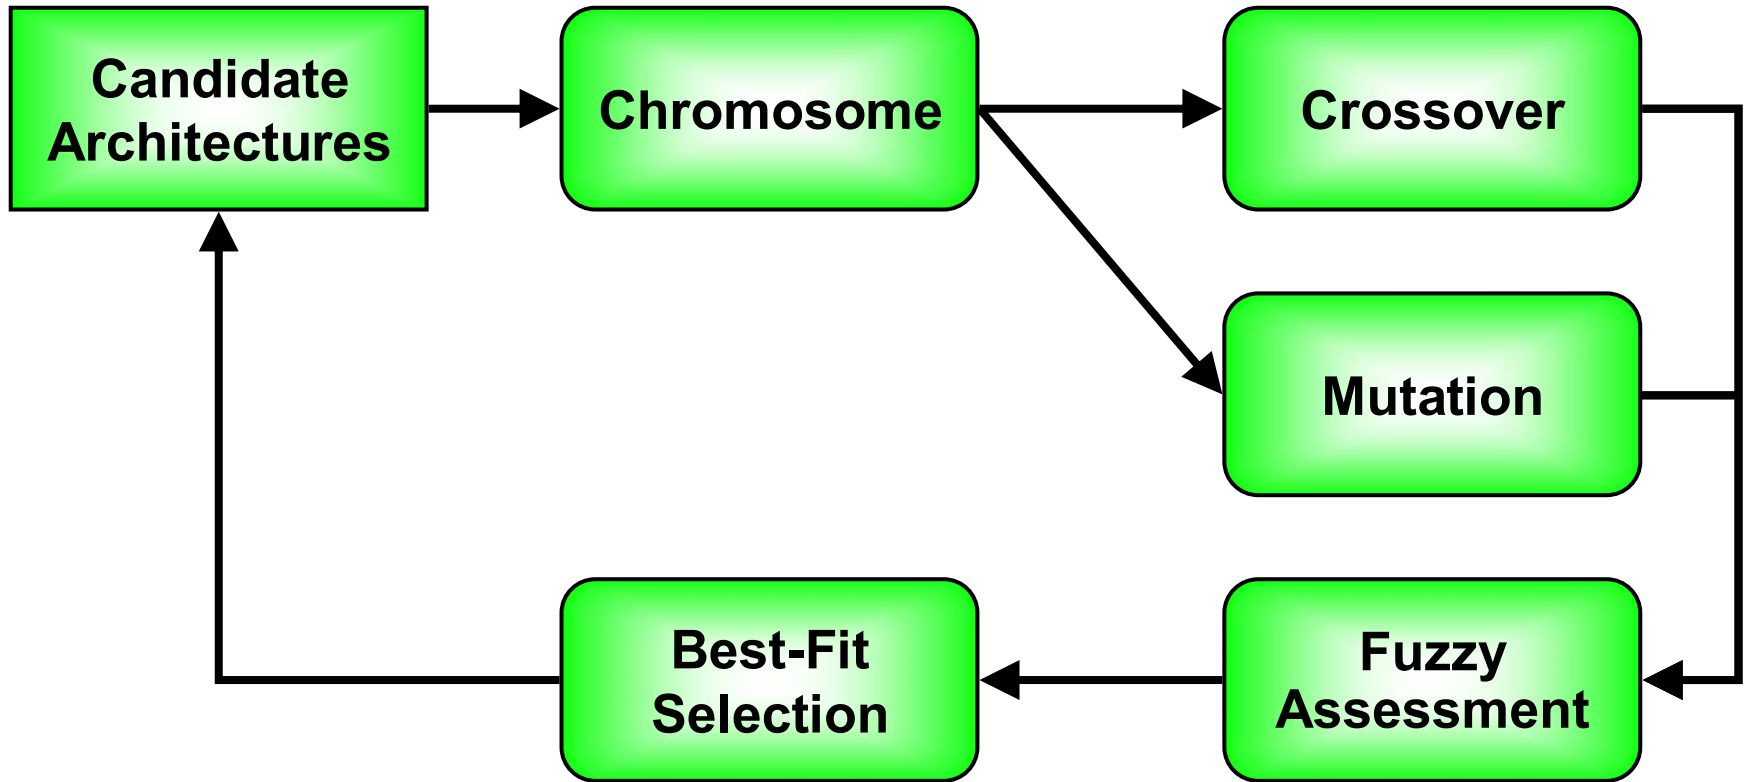 Candidate
Architectures
Chromosome
Crossover
Mutation
Best-Fit
Selection
Fuzzy
Assessment